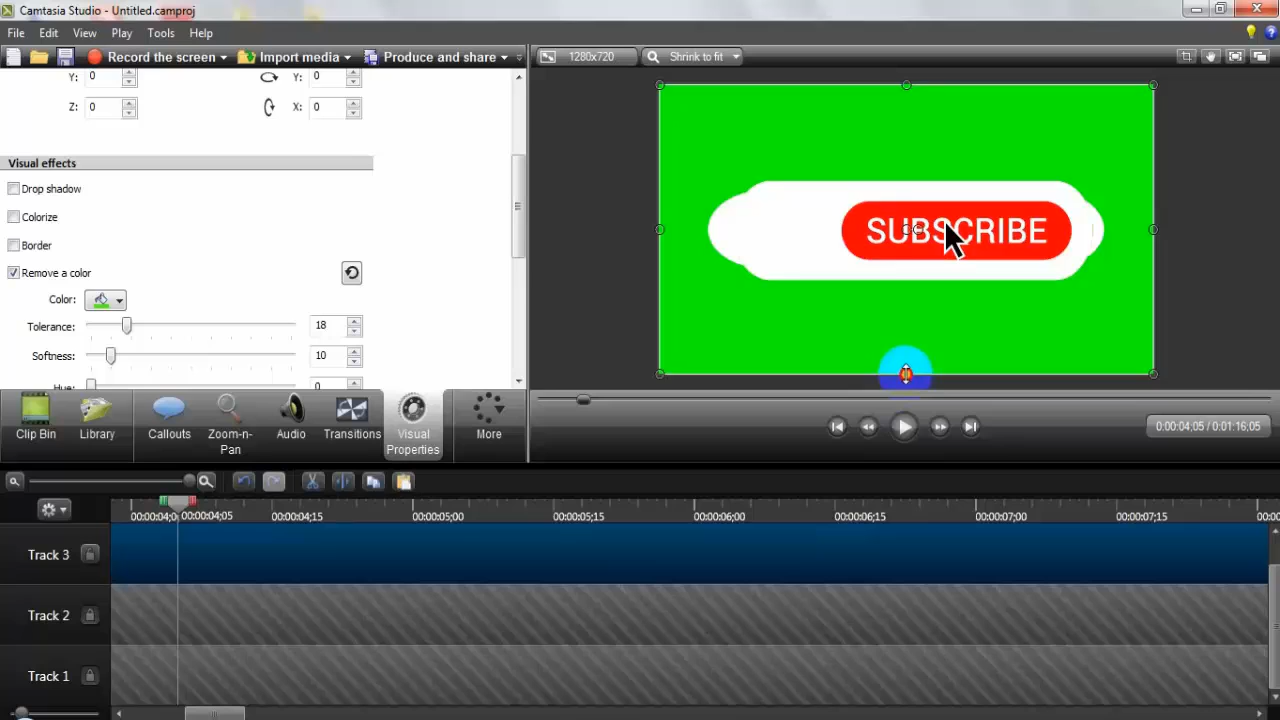 Camtasia Studio - Untitled.camproj
File Edit View Play Tools Help
Record the screen Import media Produce and share 1280x720 Shrink to fit
Y: 0 Y: 0
Z: 0 X: 0
Visual effects
Drop shadow
Colorize
Border
Remove a color
Color:
Tolerance: 18
Softness: 10
Hue: 0
SUBSCRIBE
Clip Bin Library Callouts Zoom-n-Pan Audio Transitions Visual Properties More
0:00:04;05 / 0:01:16;05
00:00:04;05 00:00:04;15 00:00:05;00 00:00:05;15 00:00:06;00 00:00:06;15 00:00:07;00 00:00:07;15
Track 3
Track 2
Track 1